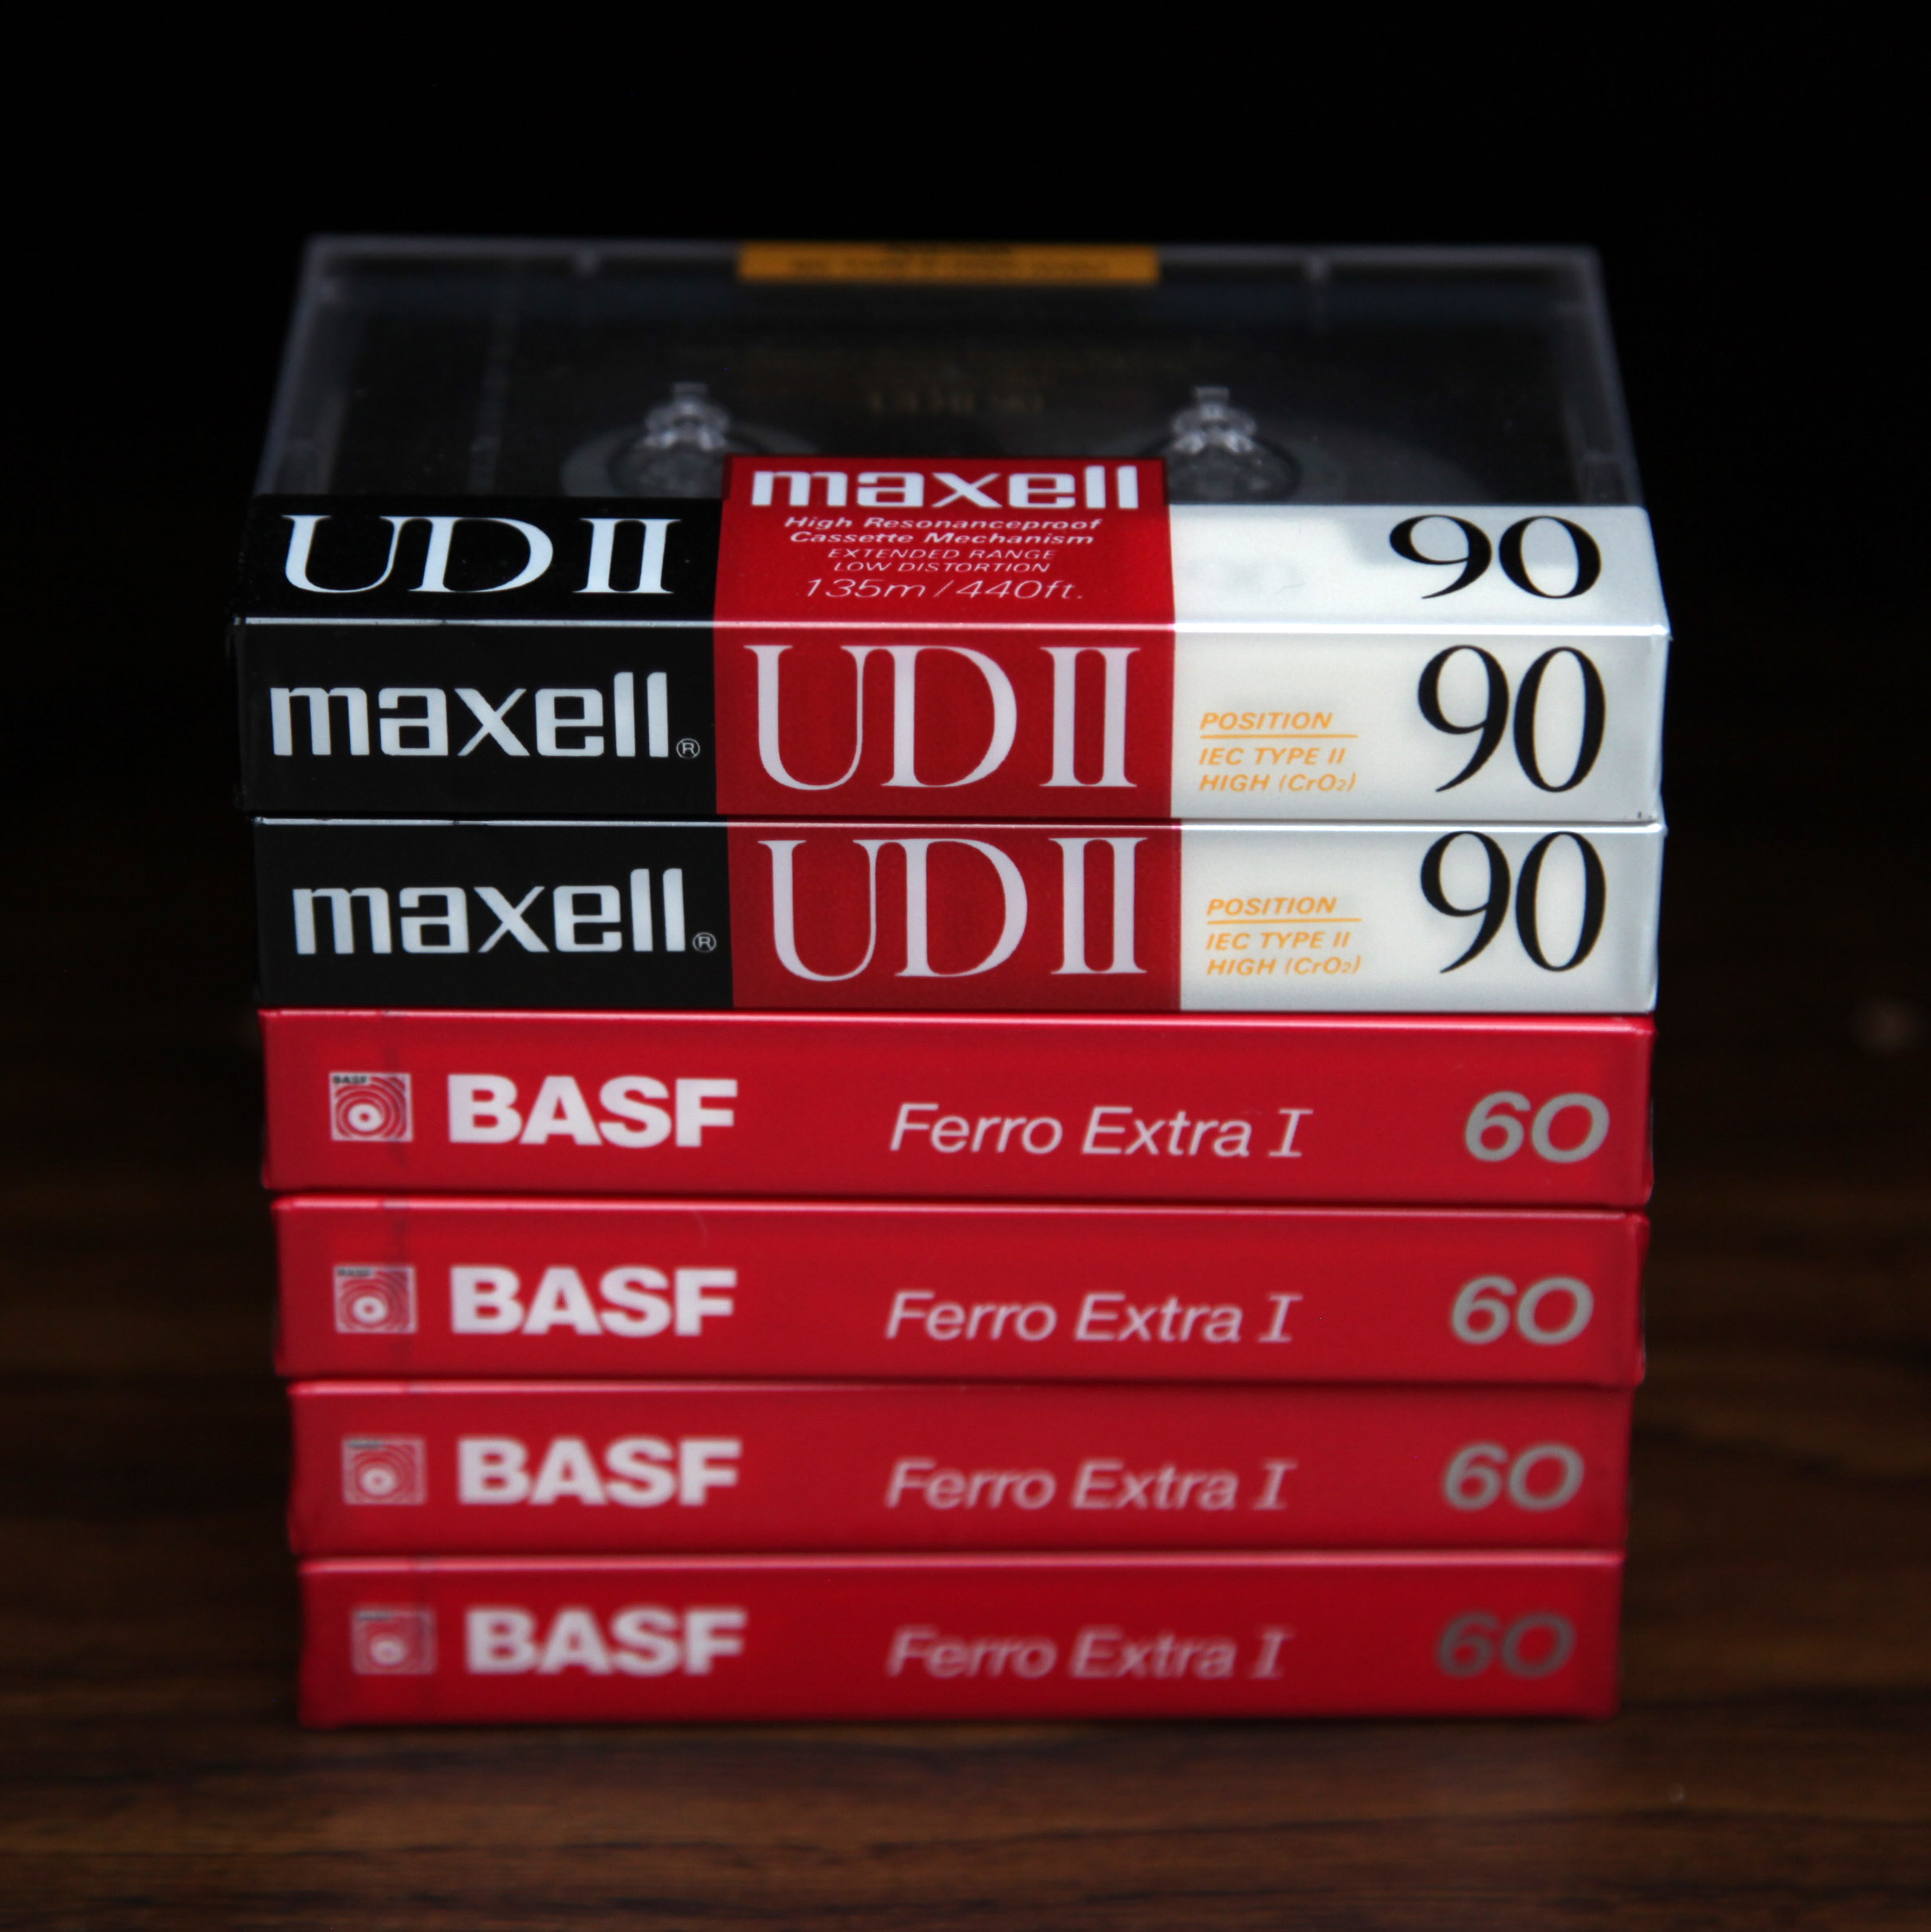 maxell
High Resonanceproof
Cassette Mechanism
EXTENDED RANGE
LOW DISTORTION
135m/440ft.
UD II
90
maxell®
UD II
POSITION
IEC TYPE II
HIGH (CrO₂)
90
maxell®
UD II
POSITION
IEC TYPE II
HIGH (CrO₂)
90
BASF
BASF Ferro Extra I 60
BASF
BASF Ferro Extra I 60
BASF Ferro Extra I 60
BASF Ferro Extra I 60